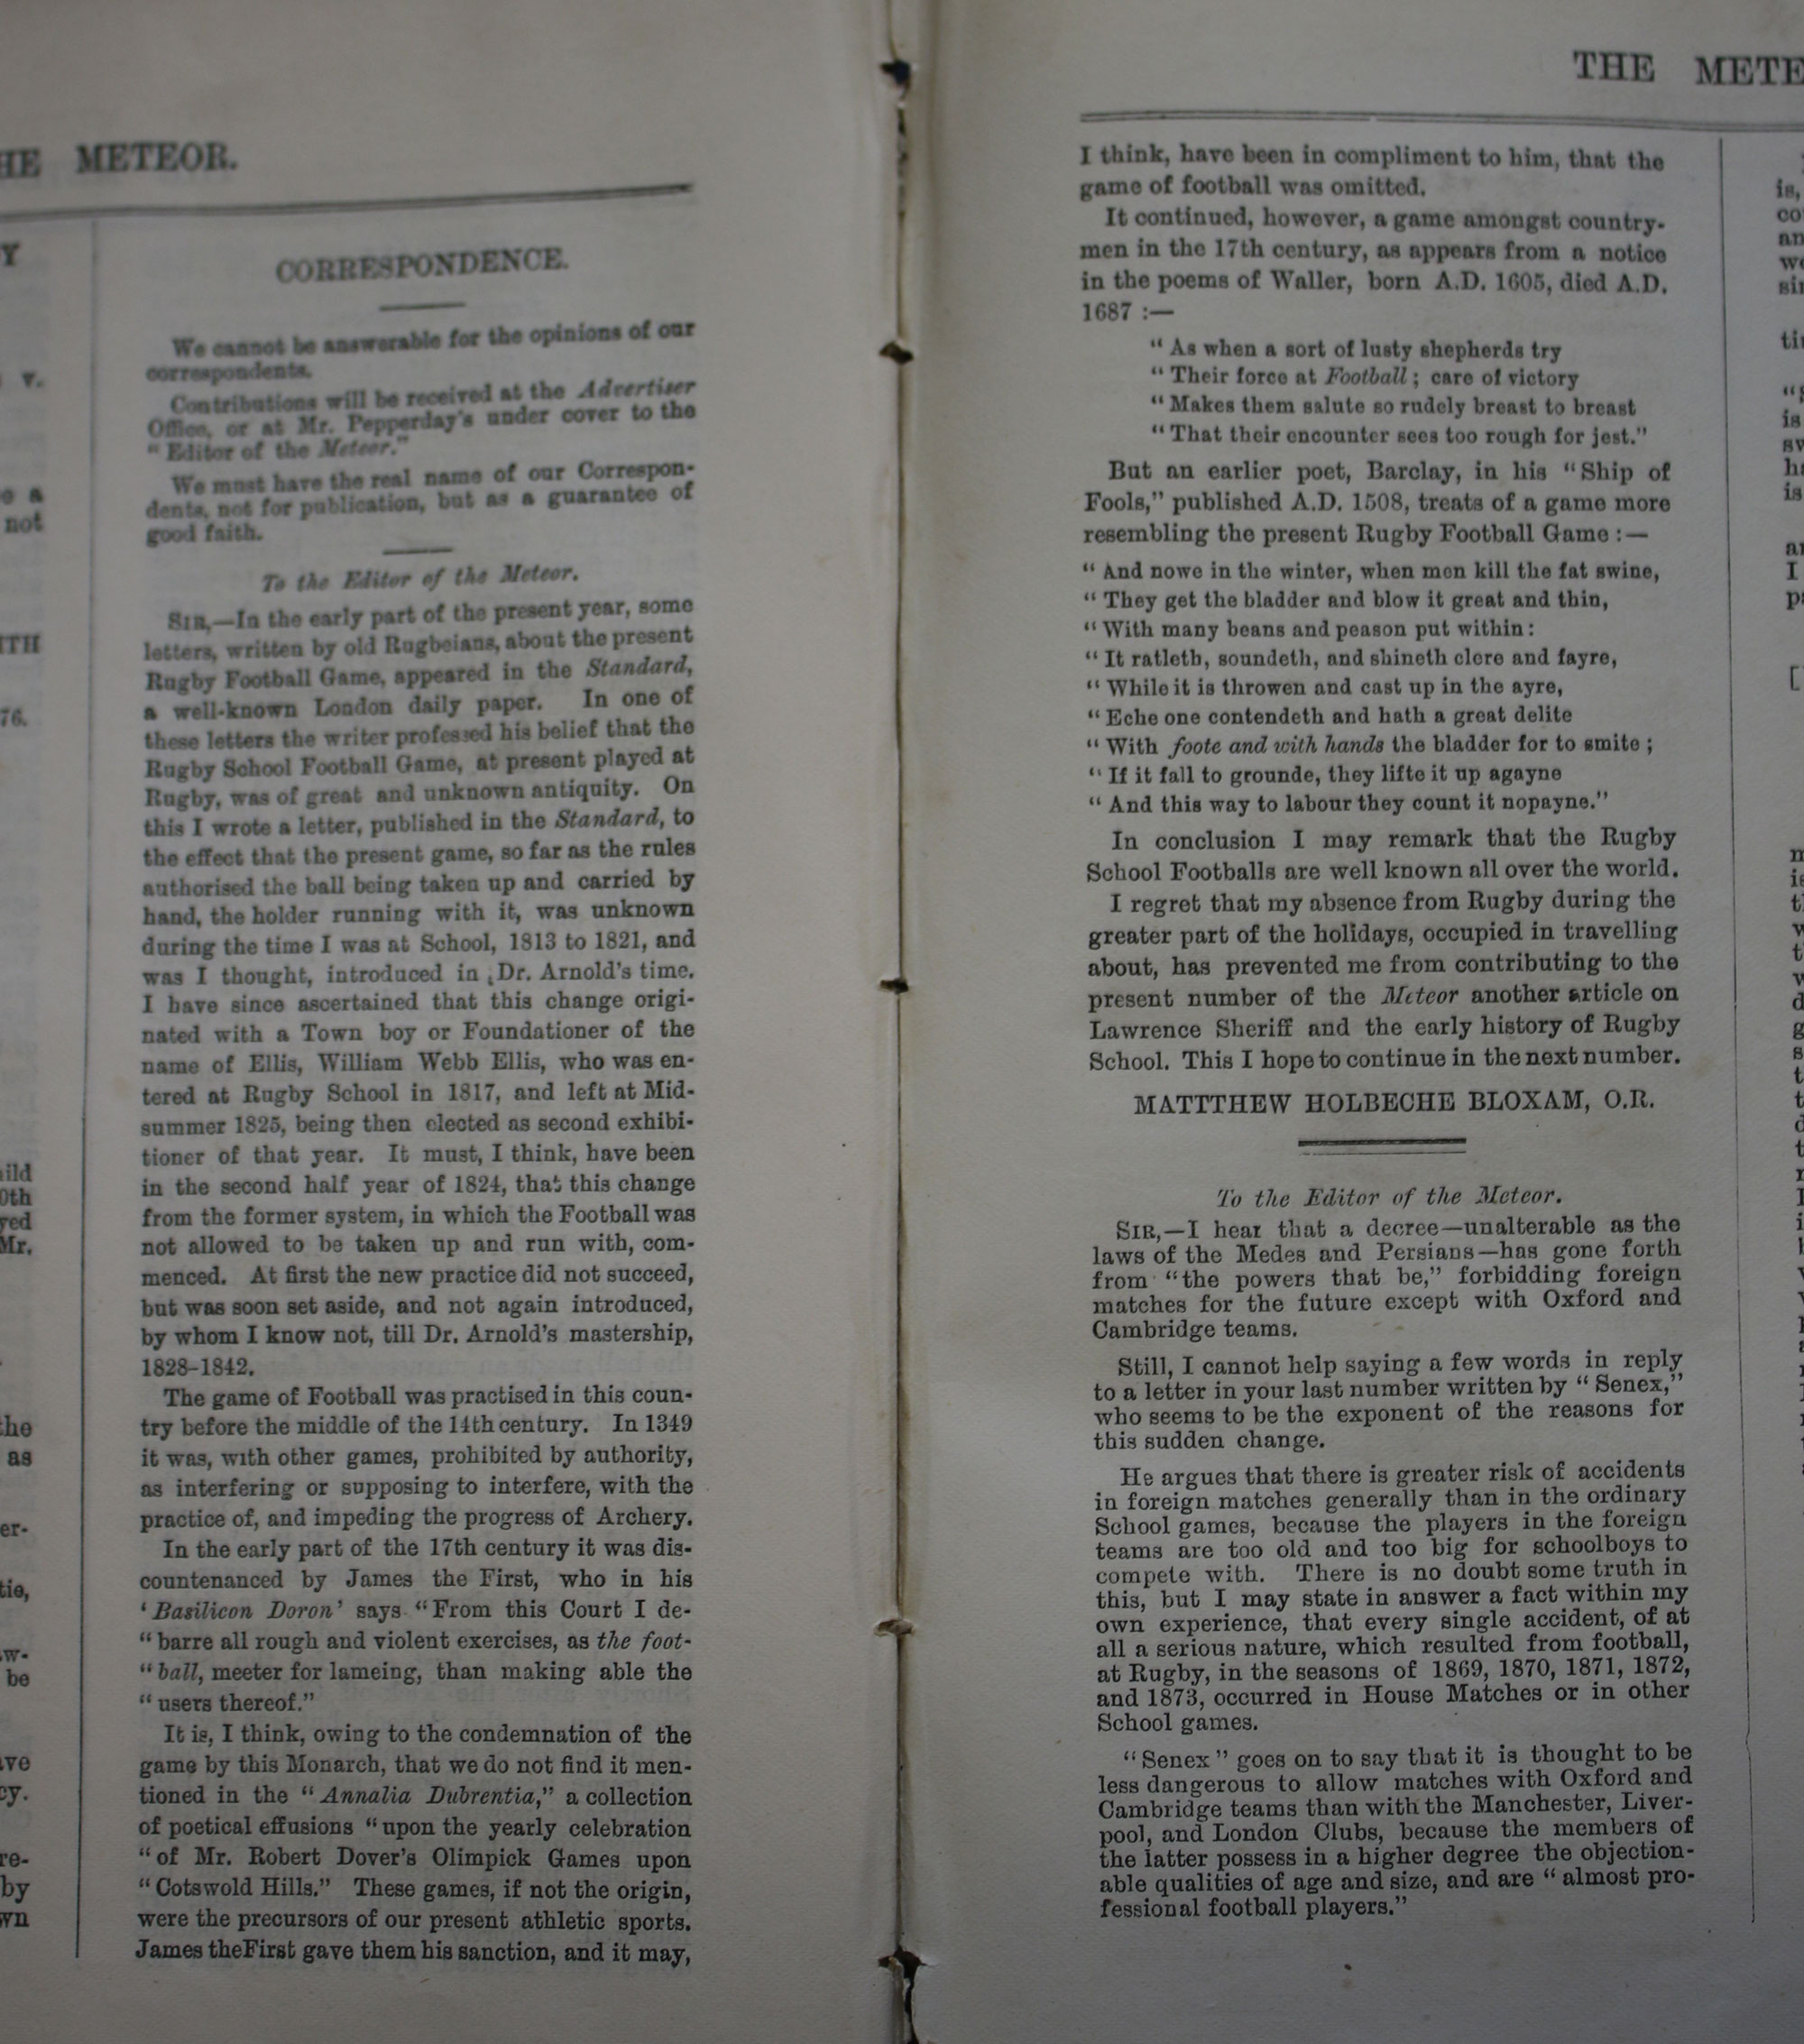 HE METEOR.
Y
v.
e a
not
ITH
76.
ild
0th
red
Mr.
the
as
er-
tie,
w-
be
ve
cy.
re-
by
wn
CORRESPONDENCE.
We cannot be answerable for the opinions of our
correspondents.
Contributions will be received at the Advertiser
Office, or at Mr. Pepperday's under cover to the
"Editor of the Meteor."
We must have the real name of our Correspon-
dents, not for publication, but as a guarantee of
good faith.
To the Editor of the Meteor.
SIR,—In the early part of the present year, some
letters, written by old Rugbeians, about the present
Rugby Football Game, appeared in the Standard,
a well-known London daily paper. In one of
these letters the writer professed his belief that the
Rugby School Football Game, at present played at
Rugby, was of great and unknown antiquity. On
this I wrote a letter, published in the Standard, to
the effect that the present game, so far as the rules
authorised the ball being taken up and carried by
hand, the holder running with it, was unknown
during the time I was at School, 1813 to 1821, and
was I thought, introduced in Dr. Arnold's time.
I have since ascertained that this change origi-
nated with a Town boy or Foundationer of the
name of Ellis, William Webb Ellis, who was en-
tered at Rugby School in 1817, and left at Mid-
summer 1825, being then elected as second exhibi-
tioner of that year. It must, I think, have been
in the second half year of 1824, that this change
from the former system, in which the Football was
not allowed to be taken up and run with, com-
menced. At first the new practice did not succeed,
but was soon set aside, and not again introduced,
by whom I know not, till Dr. Arnold's mastership,
1828-1842.
The game of Football was practised in this coun-
try before the middle of the 14th century. In 1349
it was, with other games, prohibited by authority,
as interfering or supposing to interfere, with the
practice of, and impeding the progress of Archery.
In the early part of the 17th century it was dis-
countenanced by James the First, who in his
'Basilicon Doron' says "From this Court I de-
"barre all rough and violent exercises, as the foot-
"ball, meeter for lameing, than making able the
"users thereof."
It is, I think, owing to the condemnation of the
game by this Monarch, that we do not find it men-
tioned in the "Annalia Dubrentia," a collection
of poetical effusions "upon the yearly celebration
"of Mr. Robert Dover's Olimpick Games upon
"Cotswold Hills." These games, if not the origin,
were the precursors of our present athletic sports.
James theFirst gave them his sanction, and it may,
THE METE
I think, have been in compliment to him, that the
game of football was omitted.
It continued, however, a game amongst country-
men in the 17th century, as appears from a notice
in the poems of Waller, born A.D. 1605, died A.D.
1687 :—
"As when a sort of lusty shepherds try
"Their force at Football; care of victory
"Makes them salute so rudely breast to breast
"That their encounter sees too rough for jest."
But an earlier poet, Barclay, in his "Ship of
Fools," published A.D. 1508, treats of a game more
resembling the present Rugby Football Game :—
"And nowe in the winter, when men kill the fat swine,
"They get the bladder and blow it great and thin,
"With many beans and peason put within:
"It ratleth, soundeth, and shineth clere and fayre,
"While it is throwen and cast up in the ayre,
"Eche one contendeth and hath a great delite
"With foote and with hands the bladder for to smite;
"If it fall to grounde, they lifte it up agayne
"And this way to labour they count it nopayne."
In conclusion I may remark that the Rugby
School Footballs are well known all over the world.
I regret that my absence from Rugby during the
greater part of the holidays, occupied in travelling
about, has prevented me from contributing to the
present number of the Meteor another article on
Lawrence Sheriff and the early history of Rugby
School. This I hope to continue in the next number.
MATTTHEW HOLBECHE BLOXAM, O.R.
To the Editor of the Meteor.
SIR,—I hear that a decree—unalterable as the
laws of the Medes and Persians—has gone forth
from "the powers that be," forbidding foreign
matches for the future except with Oxford and
Cambridge teams.
Still, I cannot help saying a few words in reply
to a letter in your last number written by "Senex,"
who seems to be the exponent of the reasons for
this sudden change.
He argues that there is greater risk of accidents
in foreign matches generally than in the ordinary
School games, because the players in the foreign
teams are too old and too big for schoolboys to
compete with. There is no doubt some truth in
this, but I may state in answer a fact within my
own experience, that every single accident, of at
all a serious nature, which resulted from football,
at Rugby, in the seasons of 1869, 1870, 1871, 1872,
and 1873, occurred in House Matches or in other
School games.
"Senex" goes on to say that it is thought to be
less dangerous to allow matches with Oxford and
Cambridge teams than with the Manchester, Liver-
pool, and London Clubs, because the members of
the latter possess in a higher degree the objection-
able qualities of age and size, and are "almost pro-
fessional football players."